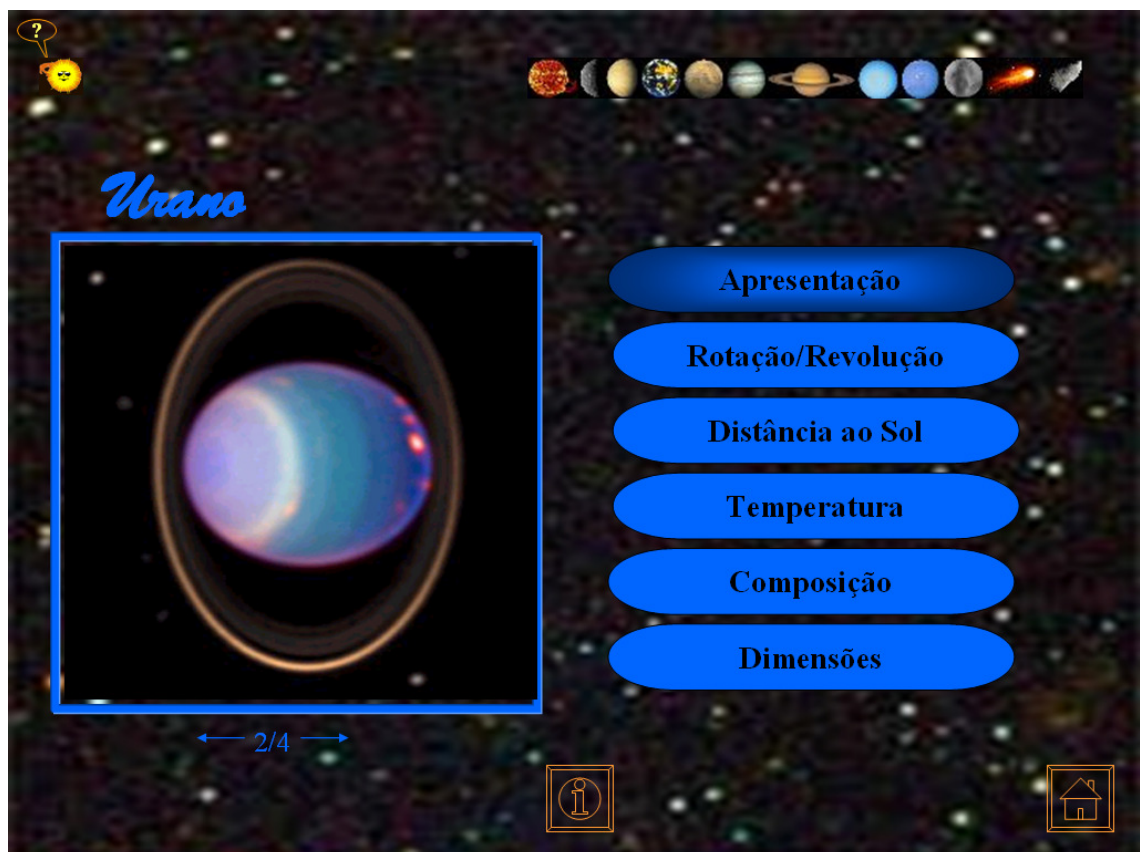 ?
Urano
Apresentação
Rotação/Revolução
Distância ao Sol
Temperatura
Composição
Dimensões
2/4
i